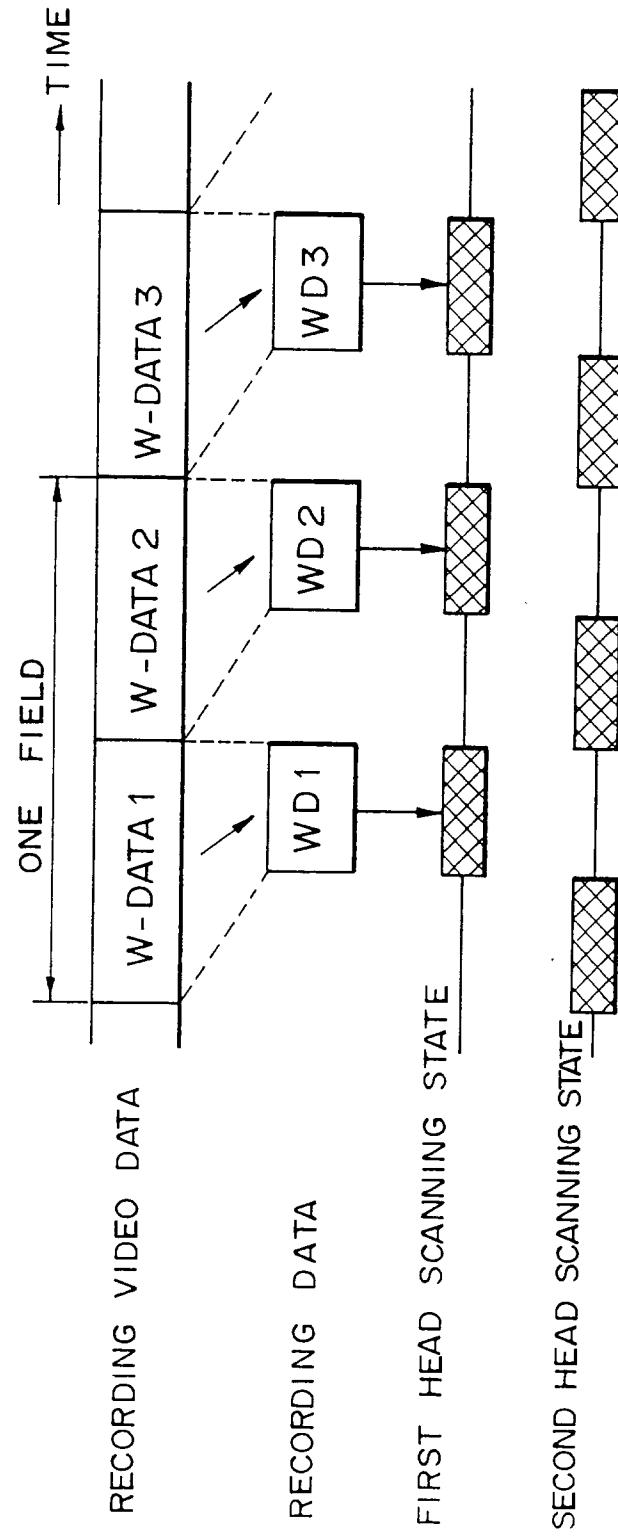 TIME
ONE FIELD
RECORDING VIDEO DATA
W-DATA 1
W-DATA 2
W-DATA 3
RECORDING DATA
WD1
WD2
WD3
FIRST HEAD SCANNING STATE
SECOND HEAD SCANNING STATE